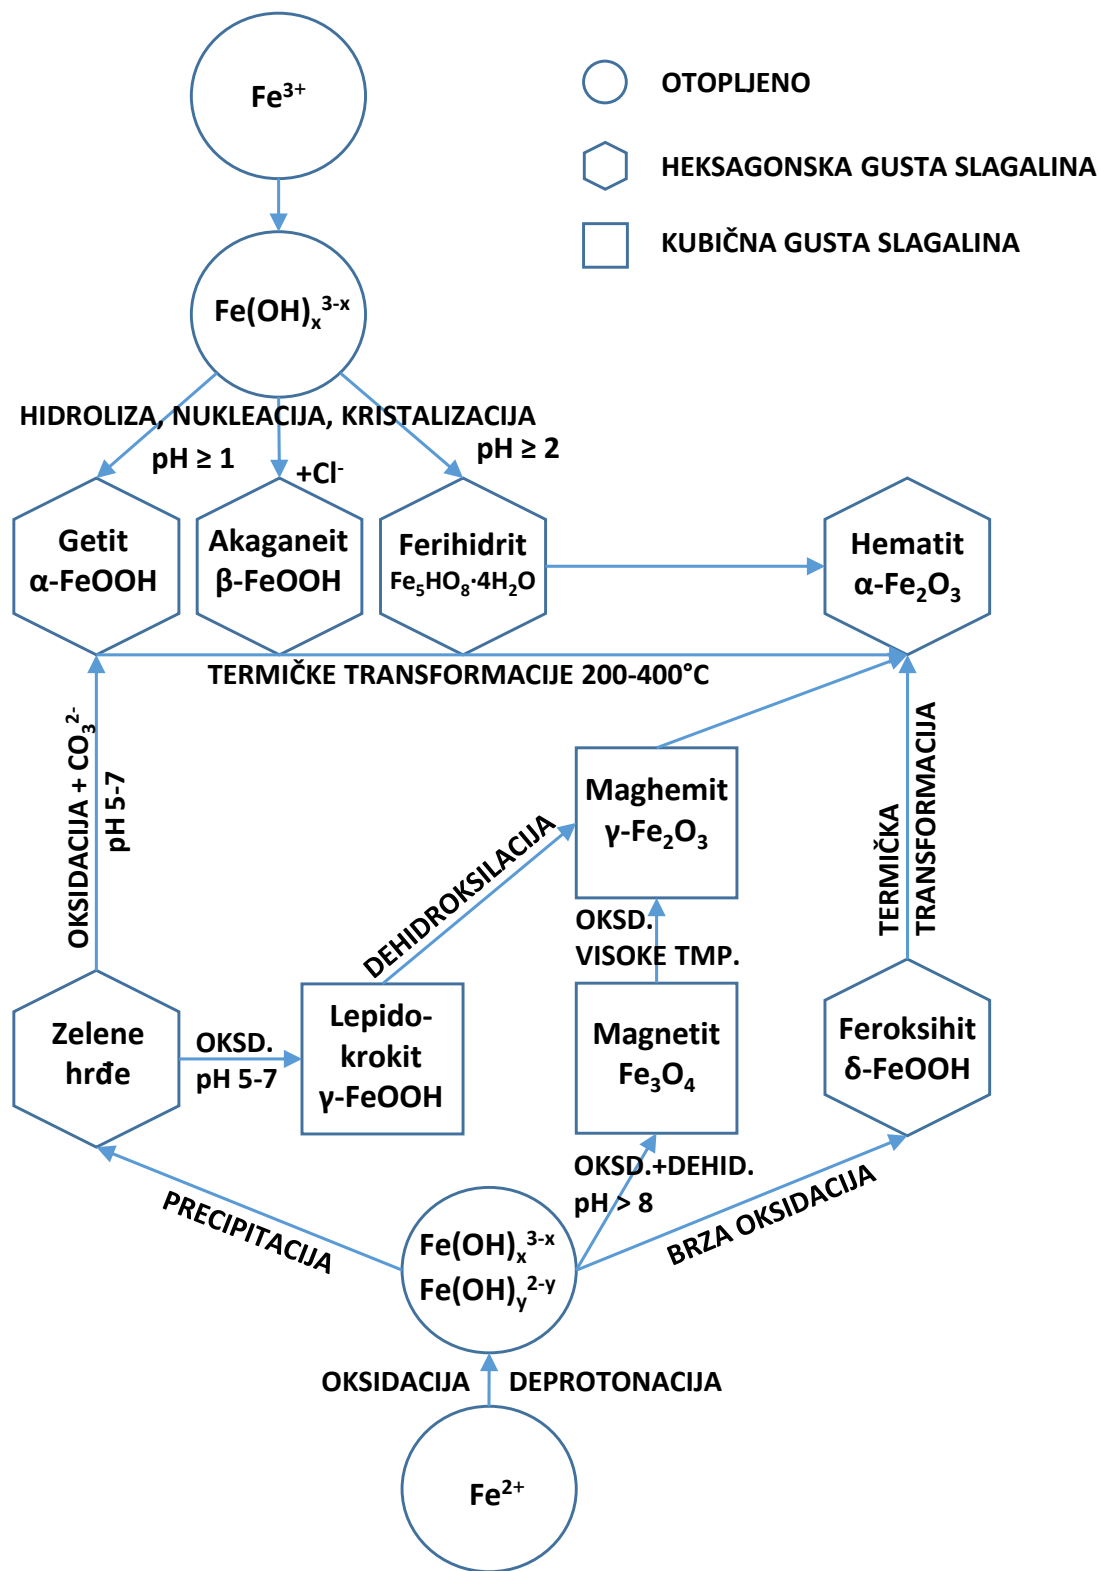 Fe³⁺
OTOPLJENO
HEKSAGONSKA GUSTA SLAGALINA
KUBIČNA GUSTA SLAGALINA
Fe(OH)ₓ³⁻ˣ
HIDROLIZA, NUKLEACIJA, KRISTALIZACIJA
pH ≥ 1
+Cl⁻
pH ≥ 2
Getit
α-FeOOH
Akaganeit
β-FeOOH
Ferihidrit
Fe₅HO₈·4H₂O
Hematit
α-Fe₂O₃
TERMIČKE TRANSFORMACIJE 200-400°C
OKSIDACIJA + CO₃²⁻
pH 5-7
Maghemit
γ-Fe₂O₃
TERMIČKA
TRANSFORMACIJA
DEHIDROKSILACIJA
OKSD.
VISOKE TMP.
Zelene
hrđe
OKSD.
pH 5-7
Lepido-
krokit
γ-FeOOH
Magnetit
Fe₃O₄
Feroksihit
δ-FeOOH
PRECIPITACIJA
OKSD.+DEHID.
pH > 8
BRZA OKSIDACIJA
Fe(OH)ₓ³⁻ˣ
Fe(OH)ᵧ²⁻ʸ
OKSIDACIJA DEPROTONACIJA
Fe²⁺